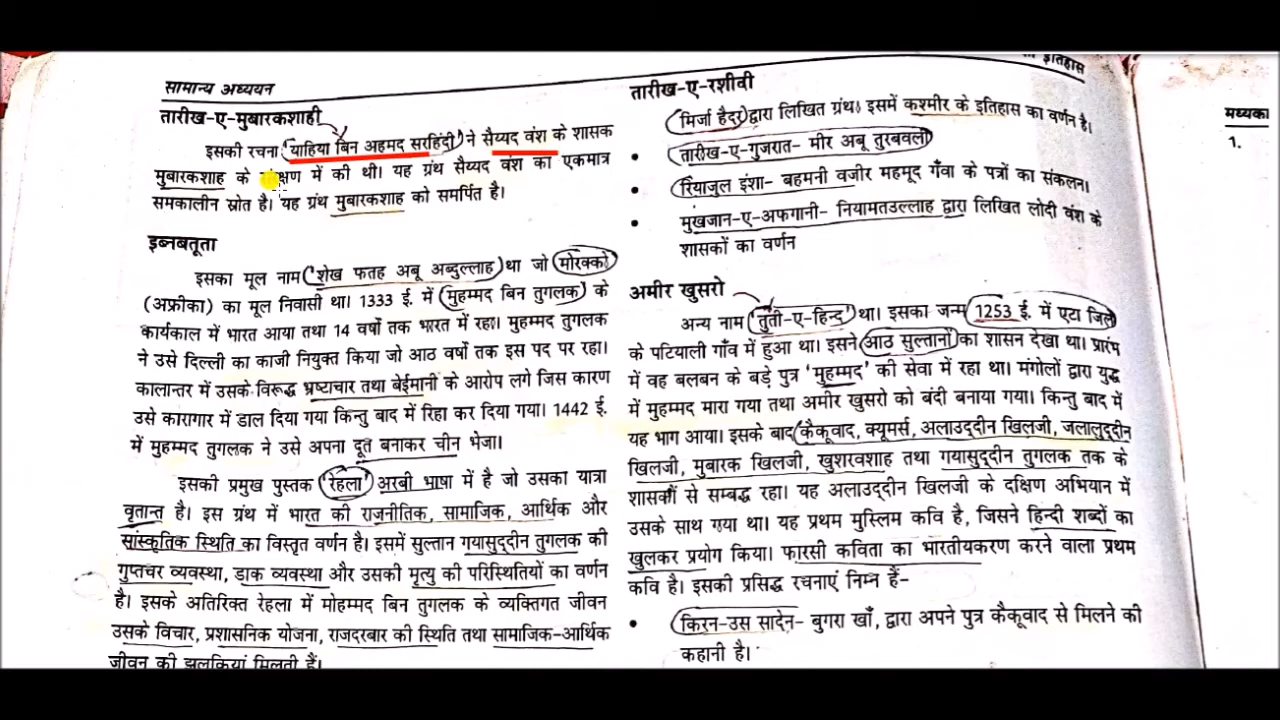 सामान्य अध्ययन
तारीख-ए-मुबारकशाही
इसकी रचना 'याहिया बिन अहमद सरहिंदी' ने सैय्यद वंश के शासक
मुबारकशाह के संरक्षण में की थी। यह ग्रंथ सैय्यद वंश का एकमात्र
समकालीन स्रोत है। यह ग्रंथ मुबारकशाह को समर्पित है।
इब्नबतूता
इसका मूल नाम 'शेख फतह अबू अब्दुल्लाह' था जो मोरक्को
(अफ्रीका) का मूल निवासी था। 1333 ई. में मुहम्मद बिन तुगलक के
कार्यकाल में भारत आया तथा 14 वर्षों तक भारत में रहा। मुहम्मद तुगलक
ने उसे दिल्ली का काजी नियुक्त किया जो आठ वर्षों तक इस पद पर रहा।
कालान्तर में उसके विरूद्ध भ्रष्टाचार तथा बेईमानी के आरोप लगे जिस कारण
उसे कारागार में डाल दिया गया किन्तु बाद में रिहा कर दिया गया। 1442 ई.
में मुहम्मद तुगलक ने उसे अपना दूत बनाकर चीन भेजा।
इसकी प्रमुख पुस्तक 'रेहला' अरबी भाषा में है जो उसका यात्रा
वृतान्त है। इस ग्रंथ में भारत की राजनीतिक, सामाजिक, आर्थिक और
सांस्कृतिक स्थिति का विस्तृत वर्णन है। इसमें सुल्तान गयासुद्दीन तुगलक की
गुप्तचर व्यवस्था, डाक व्यवस्था और उसकी मृत्यु की परिस्थितियों का वर्णन
है। इसके अतिरिक्त रेहला में मोहम्मद बिन तुगलक के व्यक्तिगत जीवन
उसके विचार, प्रशासनिक योजना, राजदरबार की स्थिति तथा सामाजिक-आर्थिक
जीवन की झलकियां मिलती हैं।
इतिहास
तारीख-ए-रशीदी
मिर्जा हैदर द्वारा लिखित ग्रंथ। इसमें कश्मीर के इतिहास का वर्णन है।
• तारीख-ए-गुजरात- मीर अबू तुरबवली
• रियाजुल इंशा- बहमनी वजीर महमूद गँवा के पत्रों का संकलन।
• मुखजान-ए-अफगानी- नियामतउल्लाह द्वारा लिखित लोदी वंश के
शासकों का वर्णन
अमीर खुसरो
अन्य नाम 'तुती-ए-हिन्द' था। इसका जन्म 1253 ई. में एटा जिले
के पटियाली गाँव में हुआ था। इसने आठ सुल्तानों का शासन देखा था। प्रारंभ
में वह बलबन के बड़े पुत्र 'मुहम्मद' की सेवा में रहा था। मंगोलों द्वारा युद्ध
में मुहम्मद मारा गया तथा अमीर खुसरो को बंदी बनाया गया। किन्तु बाद में
यह भाग आया। इसके बाद कैकूवाद, क्यूमर्स, अलाउद्दीन खिलजी, जलालुद्दीन
खिलजी, मुबारक खिलजी, खुशरवशाह तथा गयासुद्दीन तुगलक तक के
शासकों से सम्बद्ध रहा। यह अलाउद्दीन खिलजी के दक्षिण अभियान में
उसके साथ गया था। यह प्रथम मुस्लिम कवि है, जिसने हिन्दी शब्दों का
खुलकर प्रयोग किया। फारसी कविता का भारतीयकरण करने वाला प्रथम
कवि है। इसकी प्रसिद्ध रचनाएं निम्न हैं-
• किरन-उस सादेन- बुगरा खाँ, द्वारा अपने पुत्र कैकूवाद से मिलने की
कहानी है।
मध्यका
1.